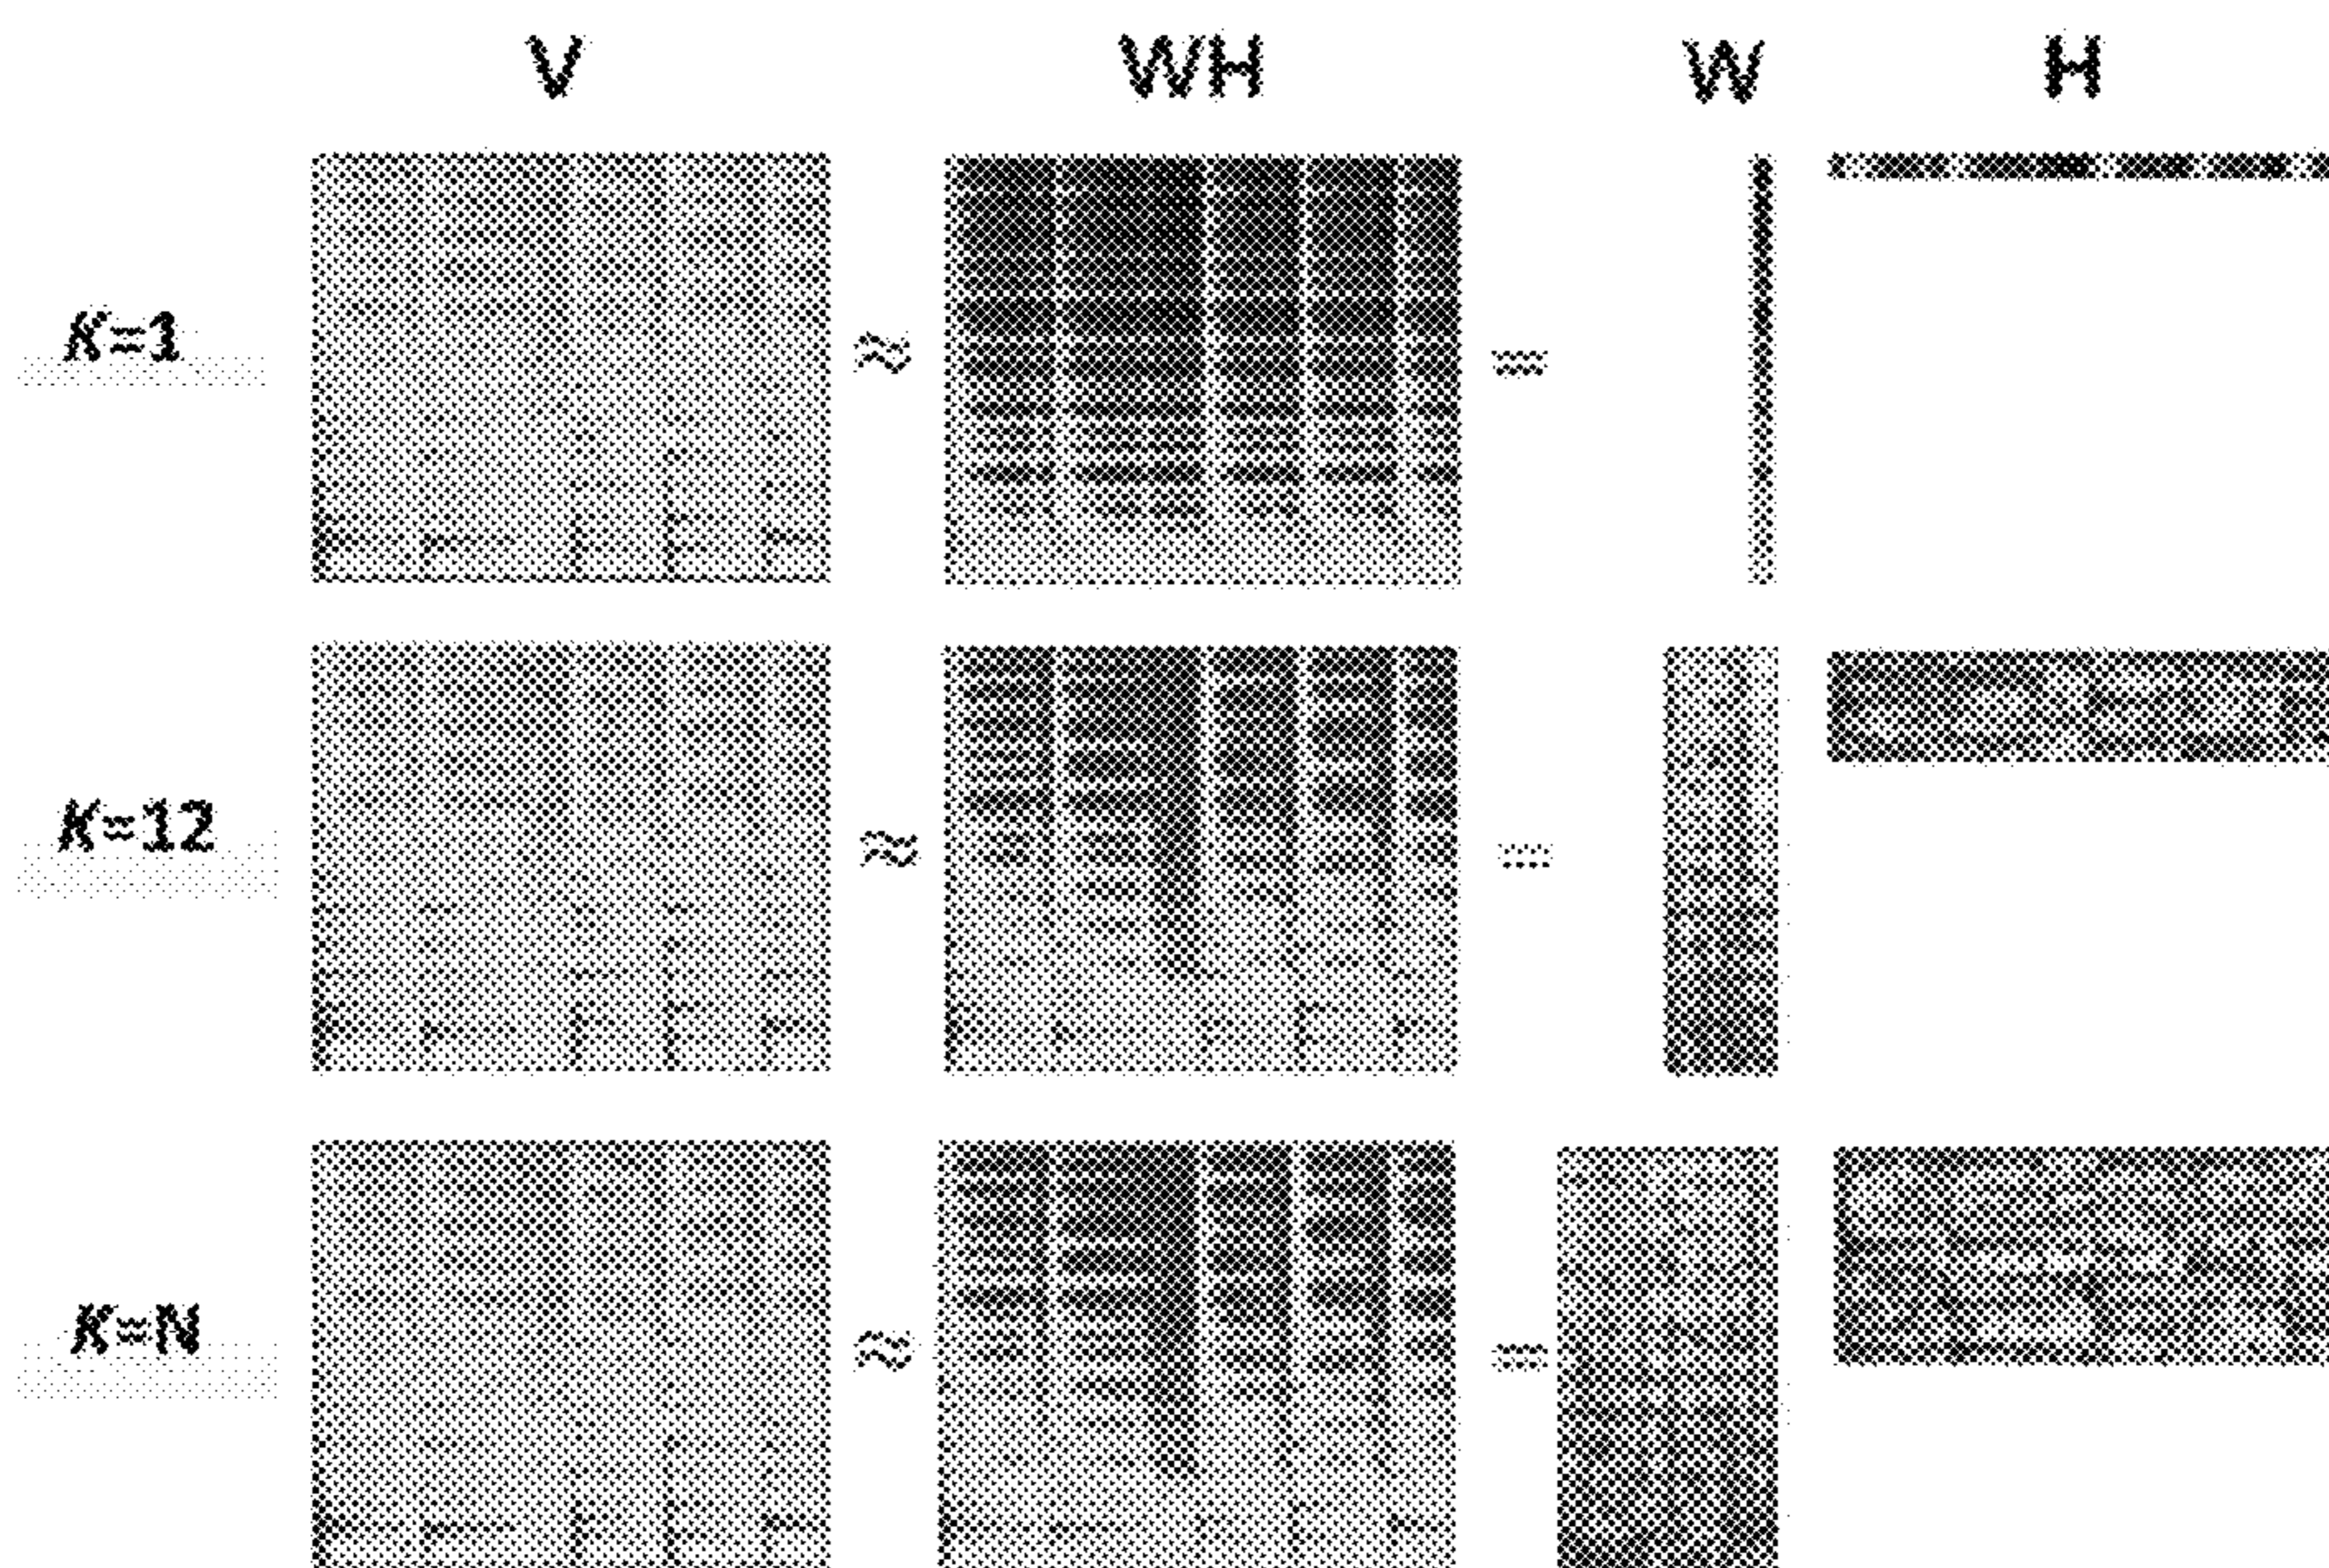 V WH W H
K=1 ≈ =
K=12 ≈ =
K=N ≈ =